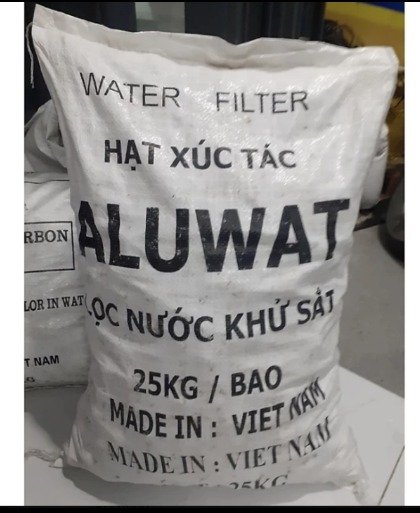 WATER FILTER
HẠT XÚC TÁC
ALUWAT
LỌC NƯỚC KHỬ SẮT
25KG / BAO
MADE IN : VIET NAM
MADE IN : VIET NAM
25KG
RBON
LOR IN WAT
T NAM